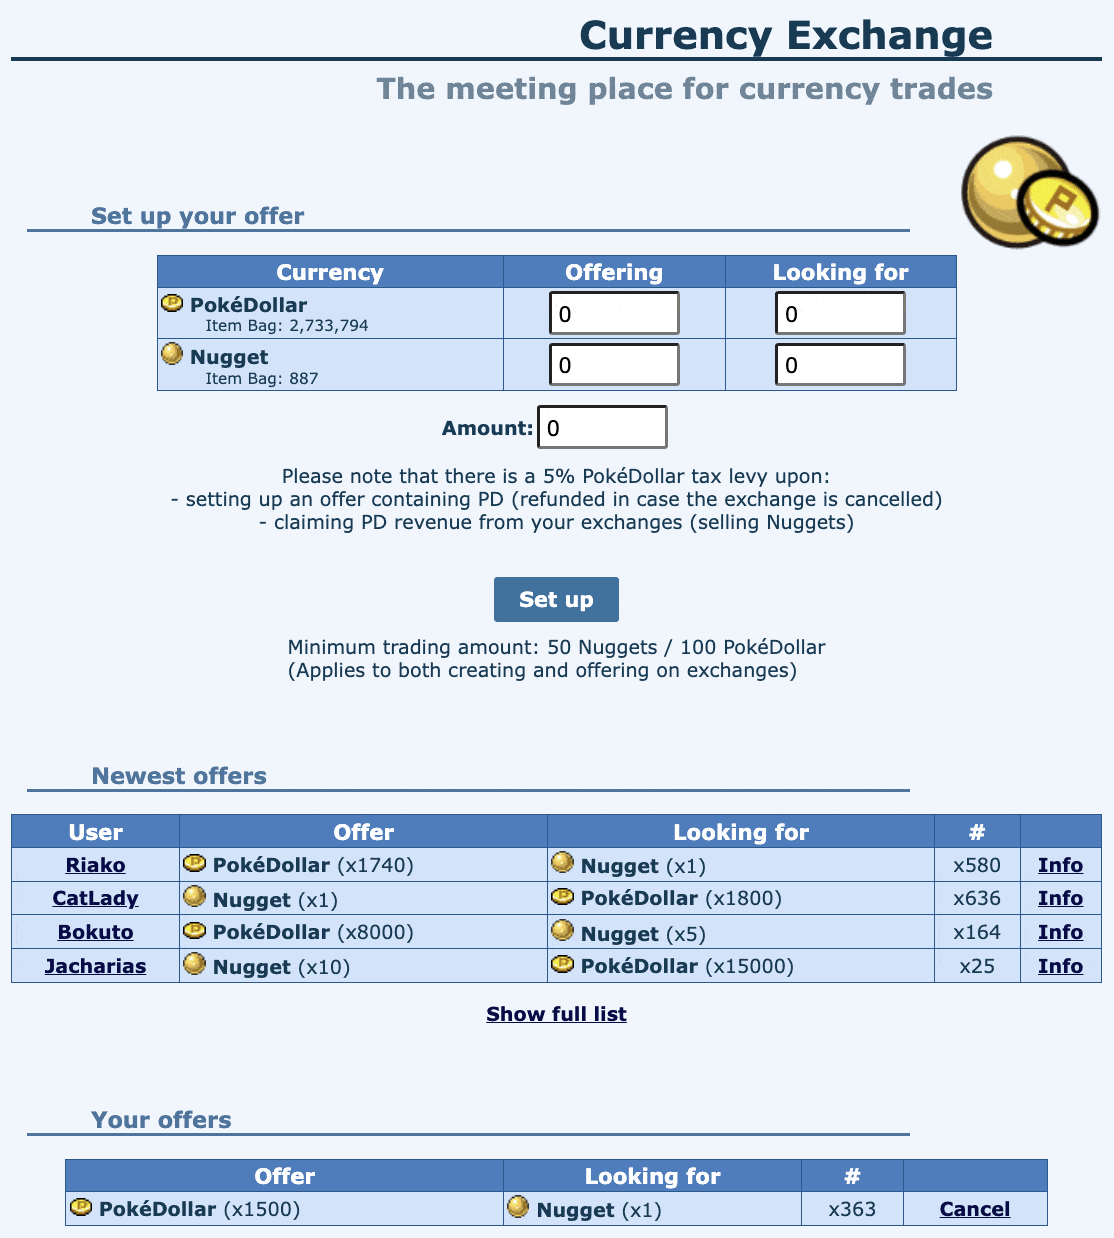 Currency Exchange
The meeting place for currency trades
Set up your offer
Currency Offering Looking for
PokéDollar 0 0
Item Bag: 2,733,794
Nugget 0 0
Item Bag: 887
Amount: 0
Please note that there is a 5% PokéDollar tax levy upon:
- setting up an offer containing PD (refunded in case the exchange is cancelled)
- claiming PD revenue from your exchanges (selling Nuggets)
Set up
Minimum trading amount: 50 Nuggets / 100 PokéDollar
(Applies to both creating and offering on exchanges)
Newest offers
User Offer Looking for #
Riako PokéDollar (x1740) Nugget (x1) x580 Info
CatLady Nugget (x1) PokéDollar (x1800) x636 Info
Bokuto PokéDollar (x8000) Nugget (x5) x164 Info
Jacharias Nugget (x10) PokéDollar (x15000) x25 Info
Show full list
Your offers
Offer Looking for #
PokéDollar (x1500) Nugget (x1) x363 Cancel